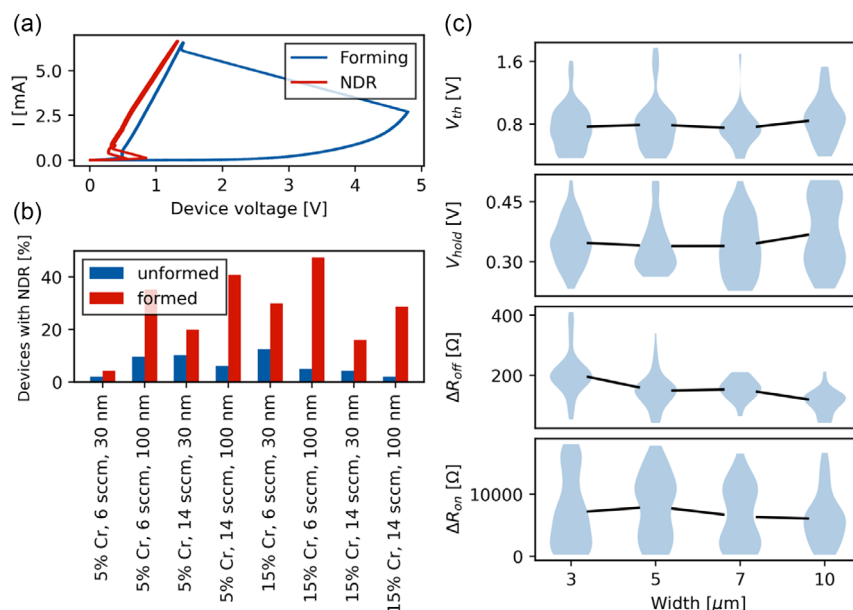 (a)
I [mA]
5.0
2.5
0.0
Forming
NDR
0 1 2 3 4 5
Device voltage [V]
(b)
Devices with NDR [%]
40
20
0
unformed
formed
5% Cr, 6 sccm, 30 nm
5% Cr, 6 sccm, 100 nm
5% Cr, 14 sccm, 30 nm
5% Cr, 14 sccm, 100 nm
15% Cr, 6 sccm, 30 nm
15% Cr, 6 sccm, 100 nm
15% Cr, 14 sccm, 30 nm
15% Cr, 14 sccm, 100 nm
(c)
V_th [V]
1.6
0.8
V_hold [V]
0.45
0.30
ΔR_off [Ω]
400
200
ΔR_on [Ω]
10000
0
3 5 7 10
Width [μm]